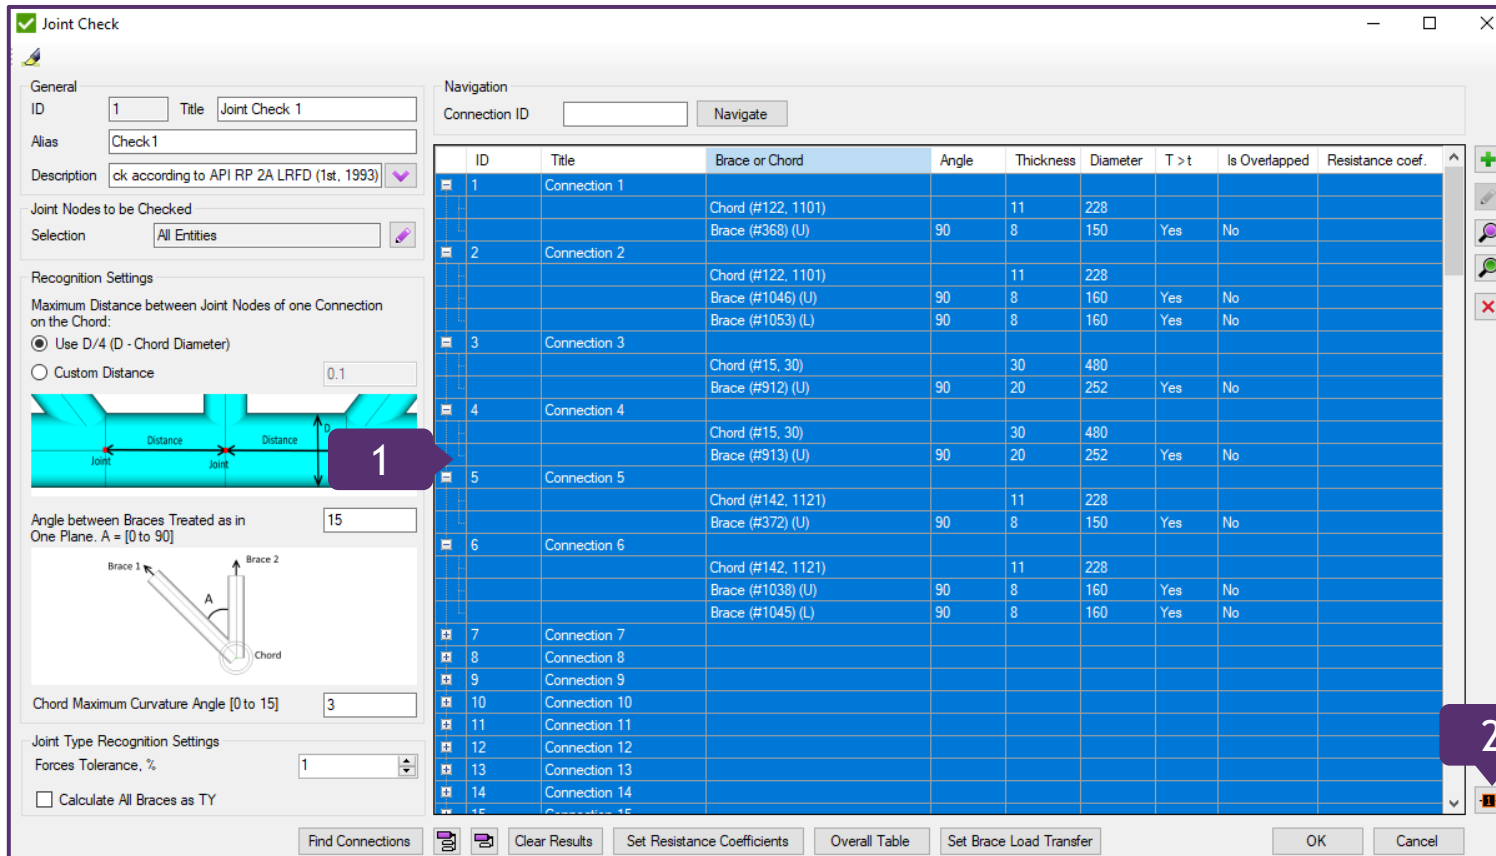 Joint Check
General
ID 1 Title Joint Check 1
Alias Check1
Description ck according to API RP 2A LRFD (1st, 1993)
Joint Nodes to be Checked
Selection All Entities
Recognition Settings
Maximum Distance between Joint Nodes of one Connection
on the Chord:
Use D/4 (D - Chord Diameter)
Custom Distance 0.1
D
Distance Distance
Joint Joint
1
Angle between Braces Treated as in
One Plane. A = [0 to 90] 15
Brace 1 Brace 2
A
Chord
Chord Maximum Curvature Angle [0 to 15] 3
Joint Type Recognition Settings
Forces Tolerance, % 1
Calculate All Braces as TY
Navigation
Connection ID Navigate
ID Title Brace or Chord Angle Thickness Diameter T >t Is Overlapped Resistance coef.
1 Connection 1
Chord (#122, 1101) 11 228
Brace (#368) (U) 90 8 150 Yes No
2 Connection 2
Chord (#122, 1101) 11 228
Brace (#1046) (U) 90 8 160 Yes No
Brace (#1053) (L) 90 8 160 Yes No
3 Connection 3
Chord (#15, 30) 30 480
Brace (#912) (U) 90 20 252 Yes No
4 Connection 4
Chord (#15, 30) 30 480
Brace (#913) (U) 90 20 252 Yes No
5 Connection 5
Chord (#142, 1121) 11 228
Brace (#372) (U) 90 8 150 Yes No
6 Connection 6
Chord (#142, 1121) 11 228
Brace (#1038) (U) 90 8 160 Yes No
Brace (#1045) (L) 90 8 160 Yes No
7 Connection 7
8 Connection 8
9 Connection 9
10 Connection 10
11 Connection 11
12 Connection 12
13 Connection 13
14 Connection 14
15 Connection 15
2
1
Find Connections Clear Results Set Resistance Coefficients Overall Table Set Brace Load Transfer OK Cancel